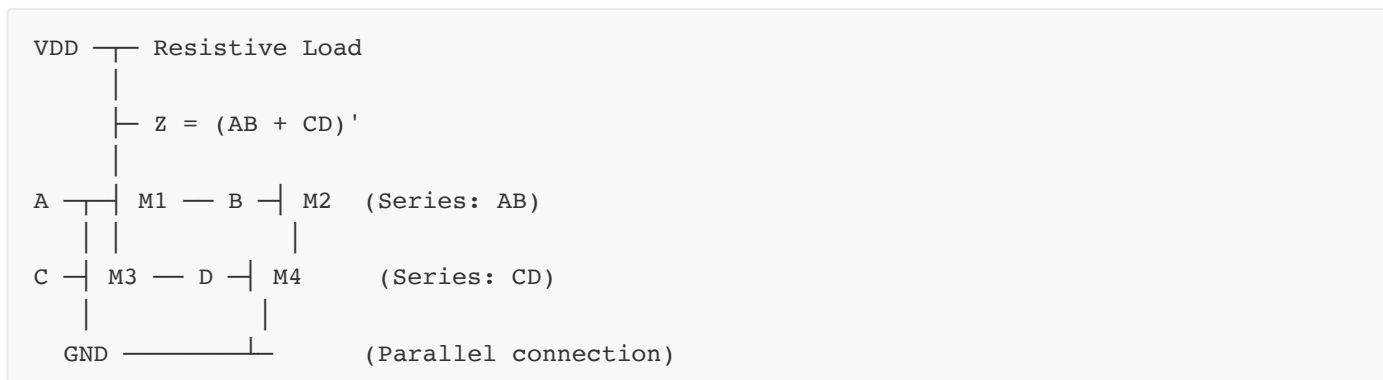 VDD ─┬─ Resistive Load
│
├─ Z = (AB + CD)'
│
A ─┬─┤ M1 ── B ─┤ M2 (Series: AB)
│ │ │
C ─┤ M3 ── D ─┤ M4 (Series: CD)
│ │
GND ────────┴─ (Parallel connection)